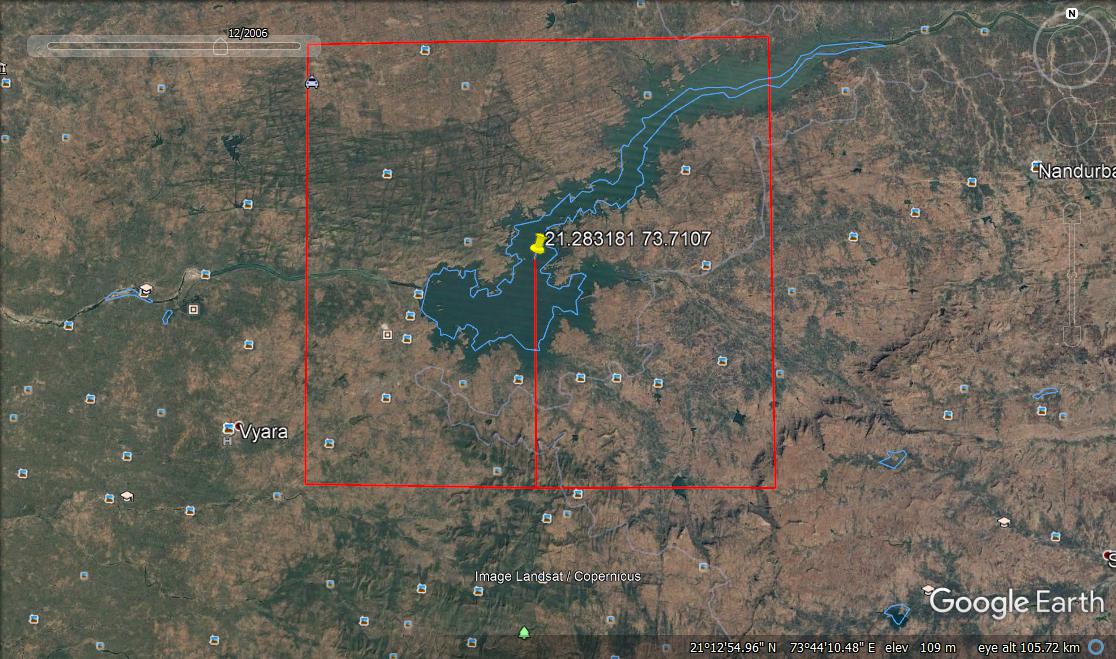 12/2006
N
Nandurba
21.283181 73.7107
Vyara
H
S
Image Landsat / Copernicus
Google Earth
21°12'54.96" N 73°44'10.48" E elev 109 m eye alt 105.72 km